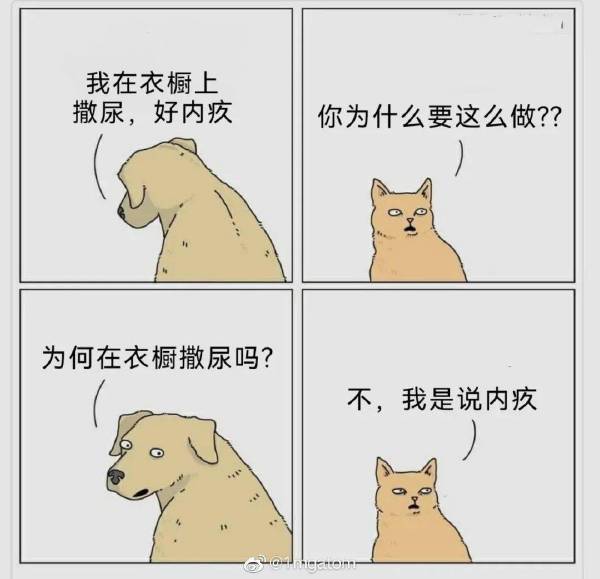 我在衣橱上
撒尿，好内疚
你为什么要这么做??
为何在衣橱撒尿吗?
不，我是说内疚
@1mgatom